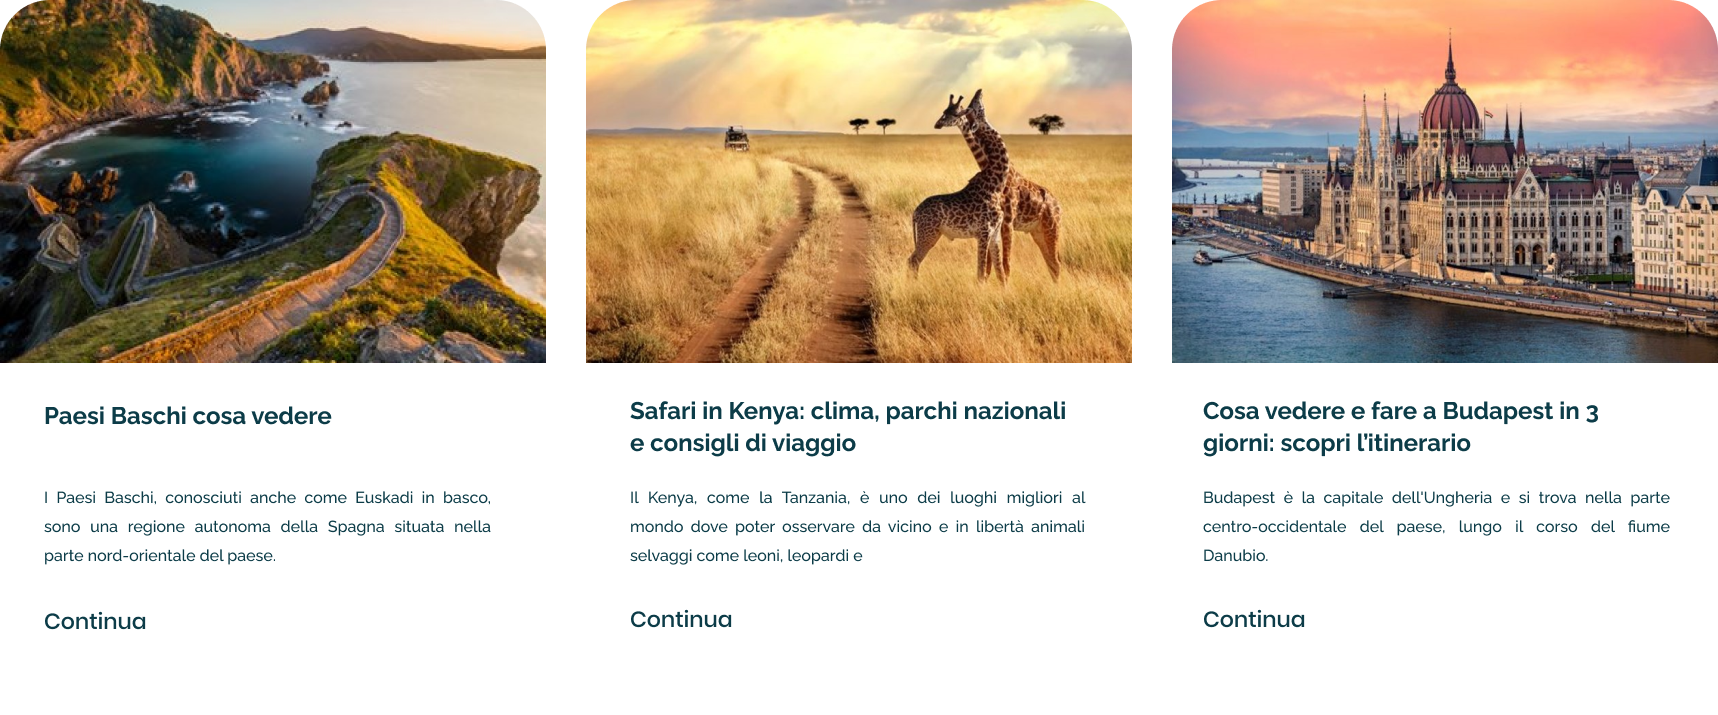 Paesi Baschi cosa vedere
I Paesi Baschi, conosciuti anche come Euskadi in basco,
sono una regione autonoma della Spagna situata nella
parte nord-orientale del paese.
Continua
Safari in Kenya: clima, parchi nazionali
e consigli di viaggio
Il Kenya, come la Tanzania, è uno dei luoghi migliori al
mondo dove poter osservare da vicino e in libertà animali
selvaggi come leoni, leopardi e
Continua
Cosa vedere e fare a Budapest in 3
giorni: scopri l’itinerario
Budapest è la capitale dell'Ungheria e si trova nella parte
centro-occidentale del paese, lungo il corso del fiume
Danubio.
Continua